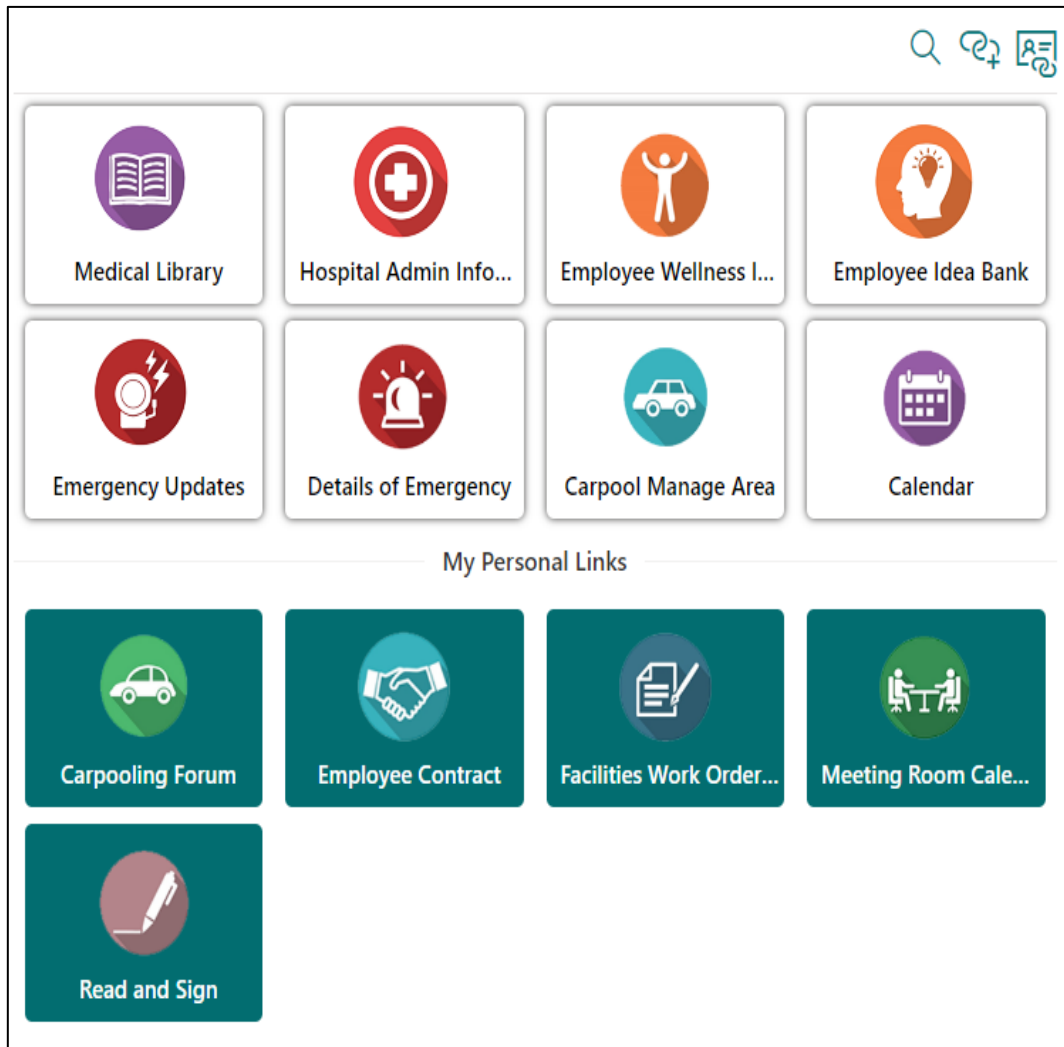 Medical Library
Hospital Admin Info...
Employee Wellness I...
Employee Idea Bank
Emergency Updates
Details of Emergency
Carpool Manage Area
Calendar
My Personal Links
Carpooling Forum
Employee Contract
Facilities Work Order...
Meeting Room Cale...
Read and Sign